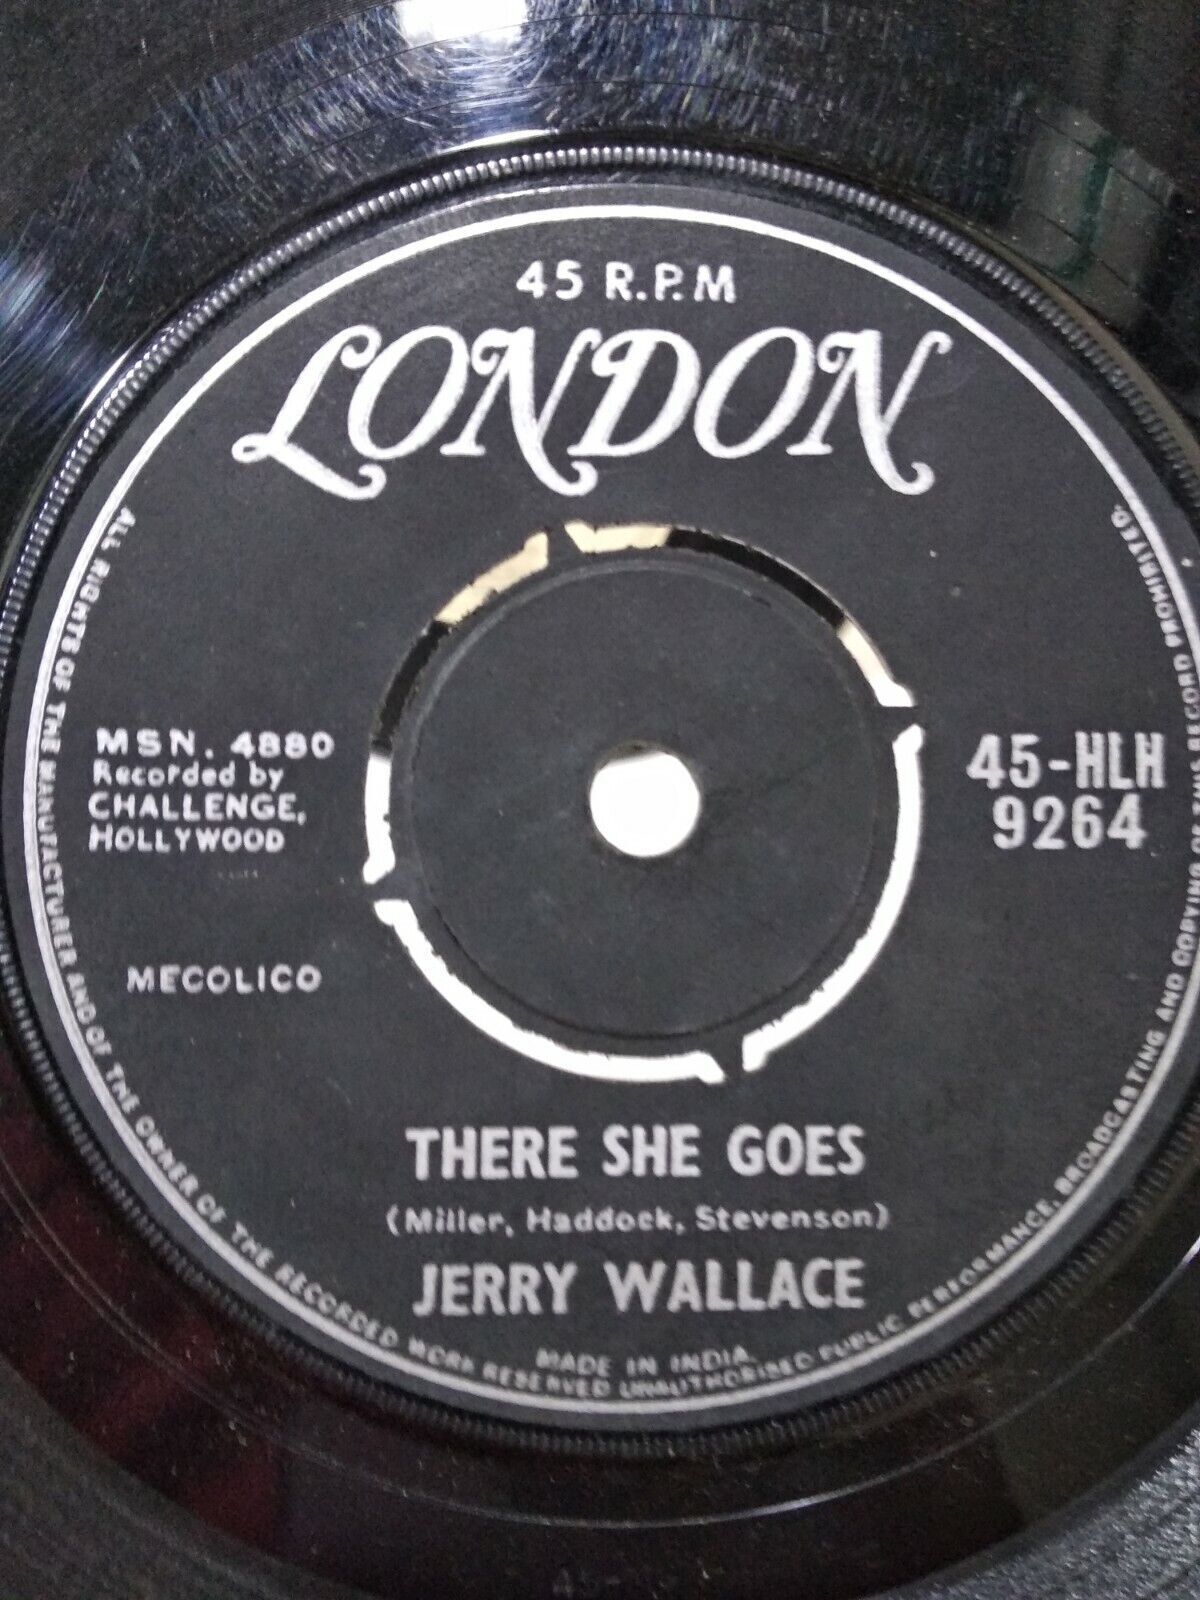 45 R.P.M
LONDON
MSN. 4880
Recorded by
CHALLENGE,
HOLLYWOOD
45-HLH
9264
MECOLICO
THERE SHE GOES
(Miller, Haddock, Stevenson)
JERRY WALLACE
MADE IN INDIA.
ALL RIGHTS OF THE MANUFACTURER AND OF THE OWNER OF THE RECORDED WORK RESERVED UNAUTHORISED PUBLIC PERFORMANCE, BROADCASTING AND COPYING OF THIS RECORD PROHIBITED.